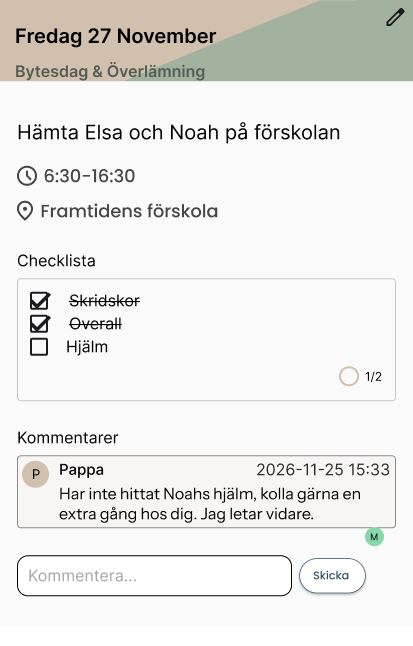 Fredag 27 November
Bytesdag & Överlämning
Hämta Elsa och Noah på förskolan
6:30-16:30
Framtidens förskola
Checklista
Skridskor
Overall
Hjälm
1/2
Kommentarer
P
Pappa 2026-11-25 15:33
Har inte hittat Noahs hjälm, kolla gärna en
extra gång hos dig. Jag letar vidare.
M
Kommentera... Skicka